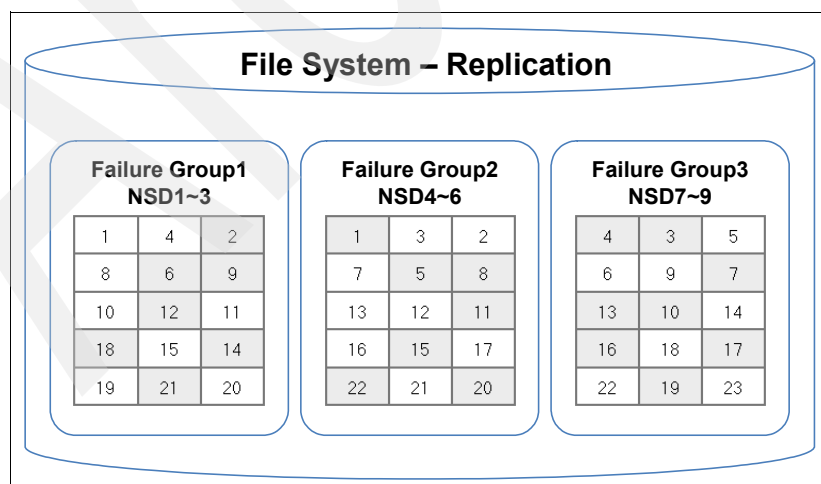 File System – Replication
Failure Group1
NSD1~3
1 4 2
8 6 9
10 12 11
18 15 14
19 21 20
Failure Group2
NSD4~6
1 3 2
7 5 8
13 12 11
16 15 17
22 21 20
Failure Group3
NSD7~9
4 3 5
6 9 7
13 10 14
16 18 17
22 19 23